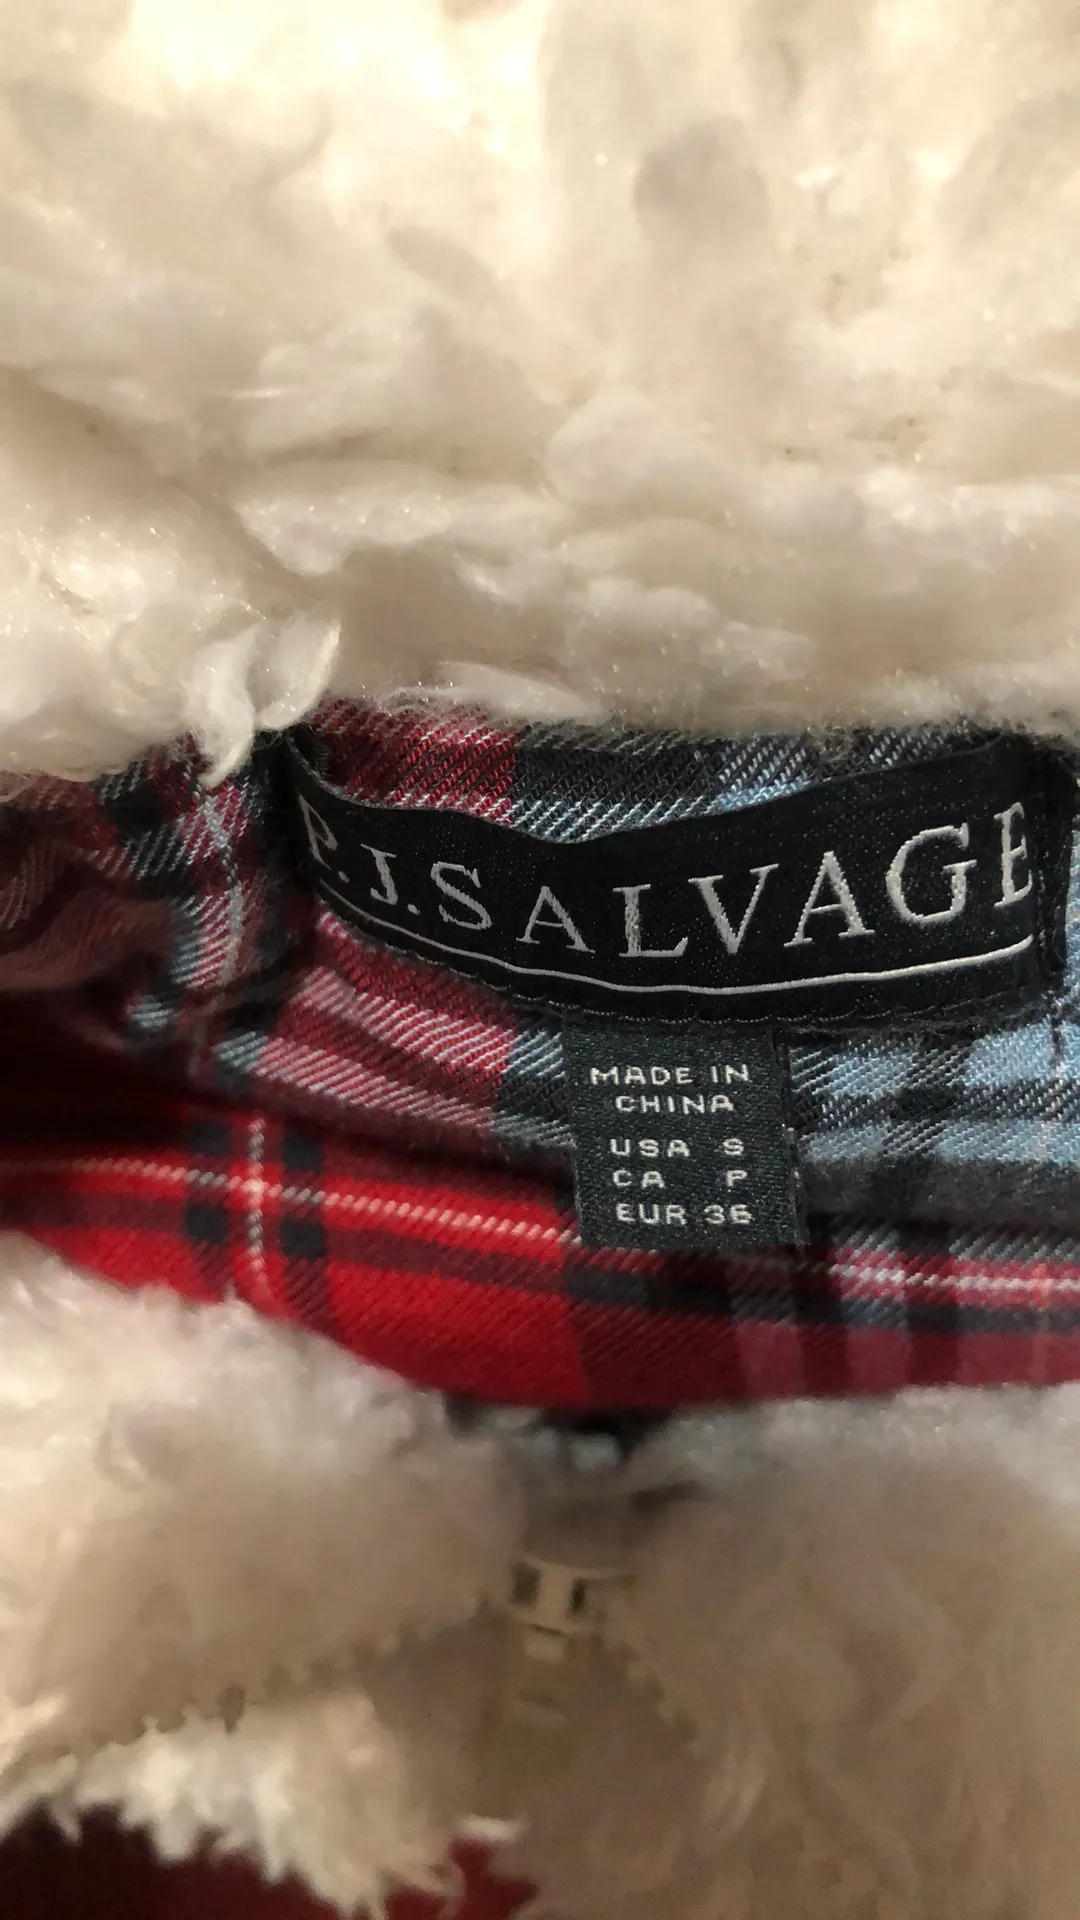 P.J.SALVAGE
MADE IN
CHINA
USA S
CA P
EUR 36